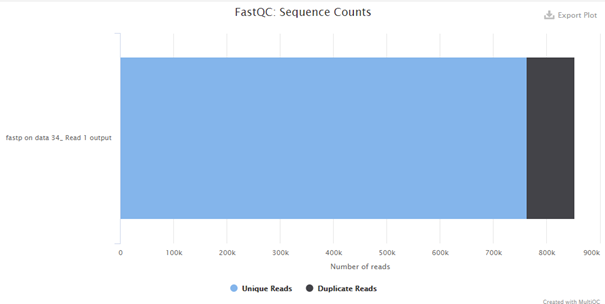 FastQC: Sequence Counts
Export Plot
fastp on data 34_ Read 1 output
0 100k 200k 300k 400k 500k 600k 700k 800k 900k
Number of reads
Unique Reads Duplicate Reads
Created with MultiQC